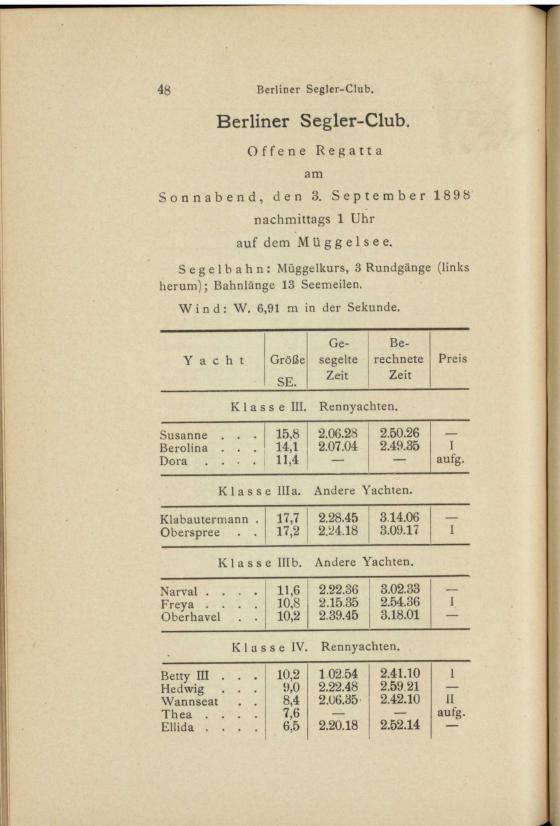 48 Berliner Segler-Club.
Berliner Segler-Club.
Offene Regatta
am
Sonnabend, den 3. September 1898
nachmittags 1 Uhr
auf dem Müggelsee.
Segelbahn: Müggelkurs, 3 Rundgänge (links
herum); Bahnlänge 13 Seemeilen.
Wind: W. 6,91 m in der Sekunde.
Yacht Größe SE. Ge-segelte Zeit Be-rechnete Zeit Preis
Klasse III. Rennyachten.
Susanne . . . 15,8 2.06.28 2.50.26 —
Berolina . . . 14,1 2.07.04 2.49.35 I
Dora . . . . 11,4 — — aufg.
Klasse IIIa. Andere Yachten.
Klabautermann . 17,7 2.28.45 3.14.06 —
Oberspree . . 17,2 2.24.18 3.09.17 I
Klasse IIIb. Andere Yachten.
Narval . . . . 11,6 2.22.36 3.02.33 —
Freya . . . . 10,8 2.15.35 2.54.36 I
Oberhavel . . 10,2 2.39.45 3.18.01 —
Klasse IV. Rennyachten.
Betty III . . . 10,2 1.02.54 2.41.10 I
Hedwig . . . 9,0 2.22.48 2.59 21 —
Wannseat . . 8,4 2.06.35 2.42.10 II
Thea . . . . 7,6 — — aufg.
Ellida . . . . 6,5 2.20.18 2.52.14 —